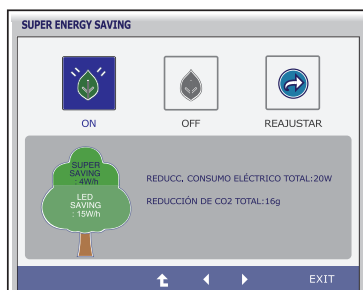 SUPER ENERGY SAVING
ON
OFF
REAJUSTAR
SUPER
SAVING
: 4W/h
LED
SAVING
: 15W/h
REDUCC. CONSUMO ELÉCTRICO TOTAL:20W
REDUCCIÓN DE CO2 TOTAL:16g
EXIT